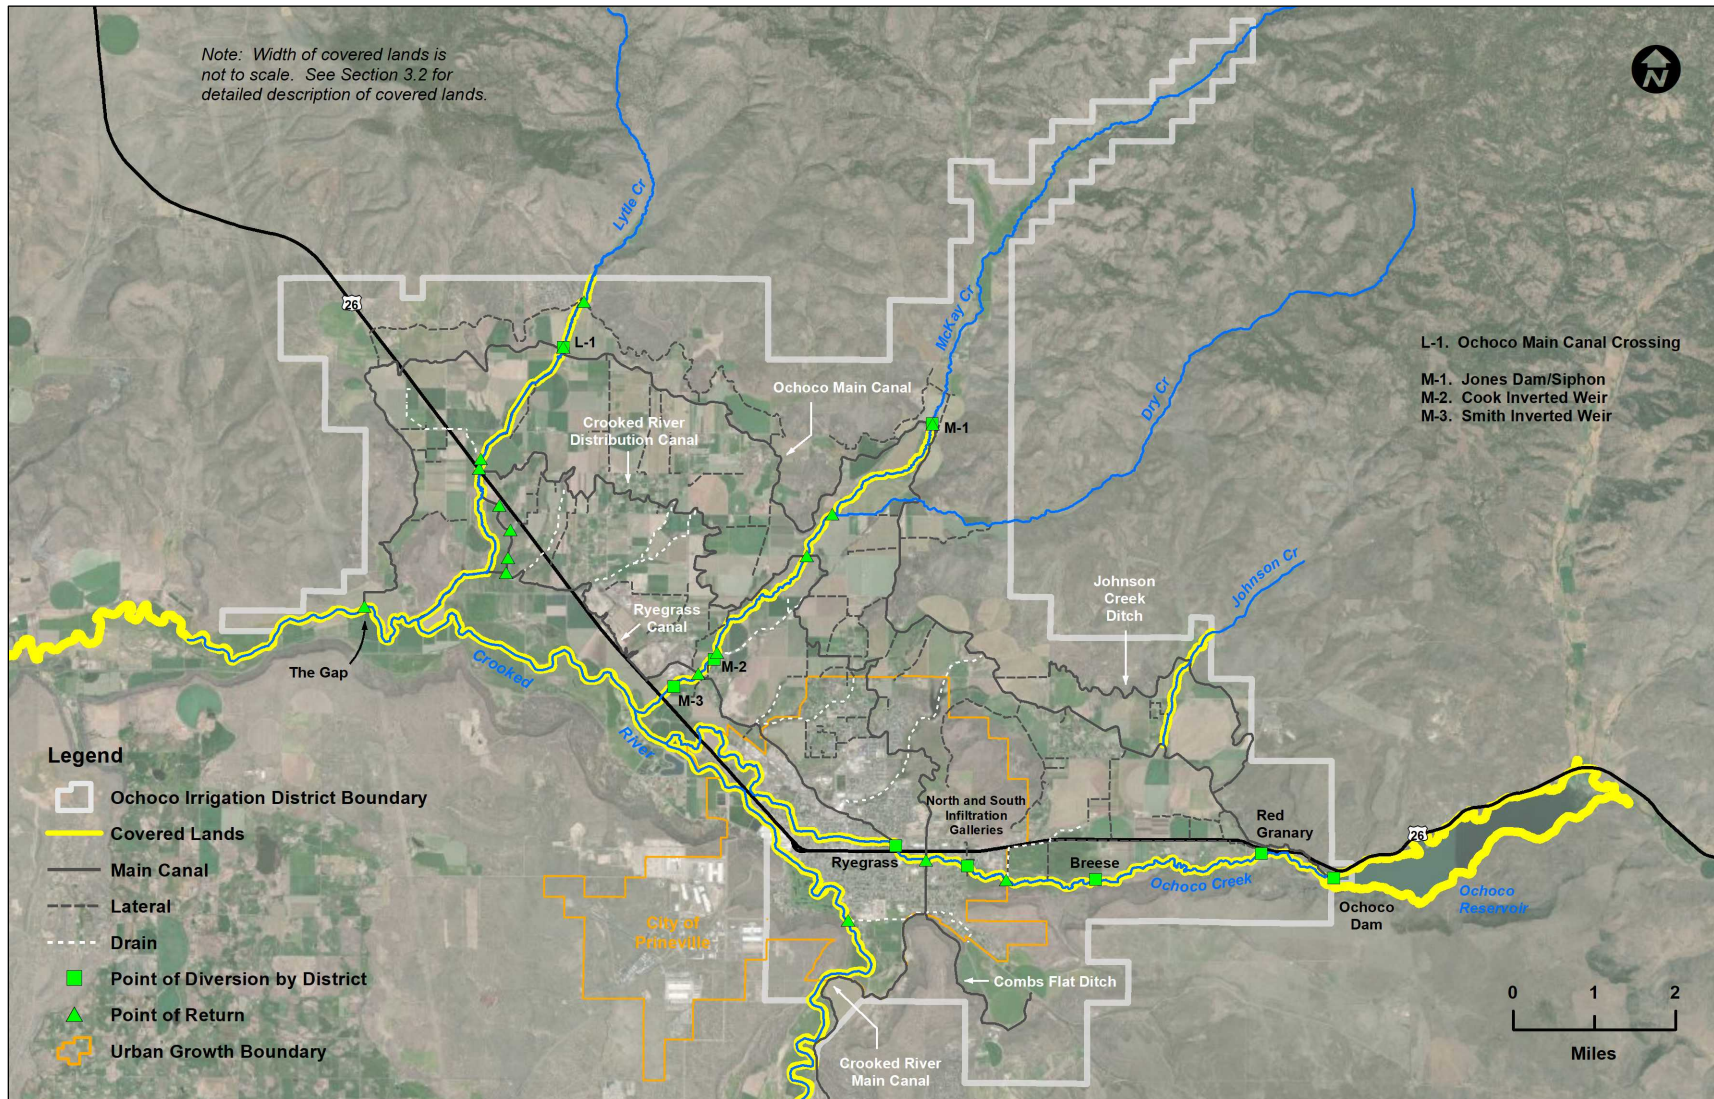 Note: Width of covered lands is
not to scale. See Section 3.2 for
detailed description of covered lands.
N
Lytle Cr
26
L-1
McKay Cr
Ochoco Main Canal
Crooked River
Distribution Canal
M-1
Dry Cr
L-1. Ochoco Main Canal Crossing
M-1. Jones Dam/Siphon
M-2. Cook Inverted Weir
M-3. Smith Inverted Weir
Johnson Cr
Johnson
Creek
Ditch
Ryegrass
Canal
The Gap
Crooked
River
M-2
M-3
North and South
Infiltration
Galleries
Red
Granary
26
Ryegrass
Breese
Ochoco Creek
Ochoco
Dam
Ochoco
Reservoir
City of
Prineville
Combs Flat Ditch
Crooked River
Main Canal
Legend
Ochoco Irrigation District Boundary
Covered Lands
Main Canal
Lateral
Drain
Point of Diversion by District
Point of Return
Urban Growth Boundary
0 1 2
Miles